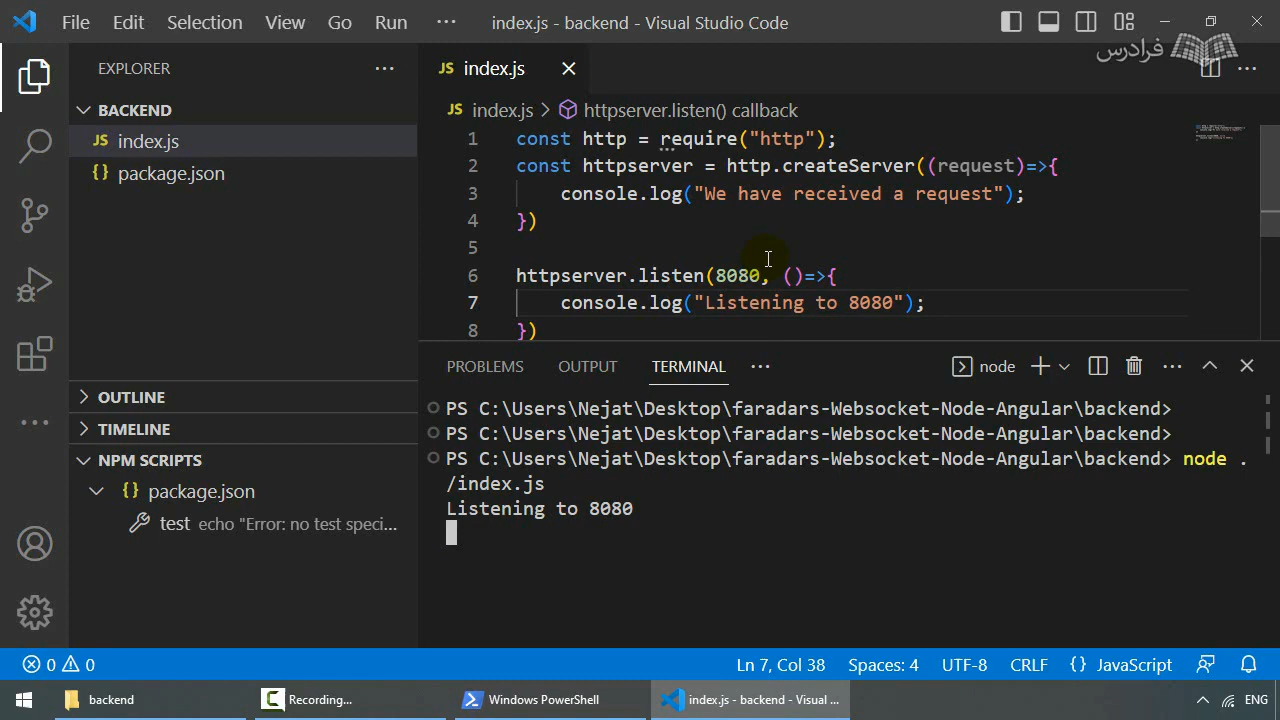 File Edit Selection View Go Run ··· index.js - backend - Visual Studio Code
فرادرس
EXPLORER ···
BACKEND
JS index.js
{} package.json
OUTLINE
TIMELINE
NPM SCRIPTS
{} package.json
test echo "Error: no test speci...
JS index.js
JS index.js > httpserver.listen() callback
1 const http = require("http");
2 const httpserver = http.createServer((request)=>{
3 console.log("We have received a request");
4 })
5
6 httpserver.listen(8080, ()=>{
7 console.log("Listening to 8080");
8 })
PROBLEMS OUTPUT TERMINAL ··· node
PS C:\Users\Nejat\Desktop\faradars-Websocket-Node-Angular\backend>
PS C:\Users\Nejat\Desktop\faradars-Websocket-Node-Angular\backend>
PS C:\Users\Nejat\Desktop\faradars-Websocket-Node-Angular\backend> node .
/index.js
Listening to 8080
0 0 Ln 7, Col 38 Spaces: 4 UTF-8 CRLF {} JavaScript
backend Recording... Windows PowerShell index.js - backend - Visual ... ENG